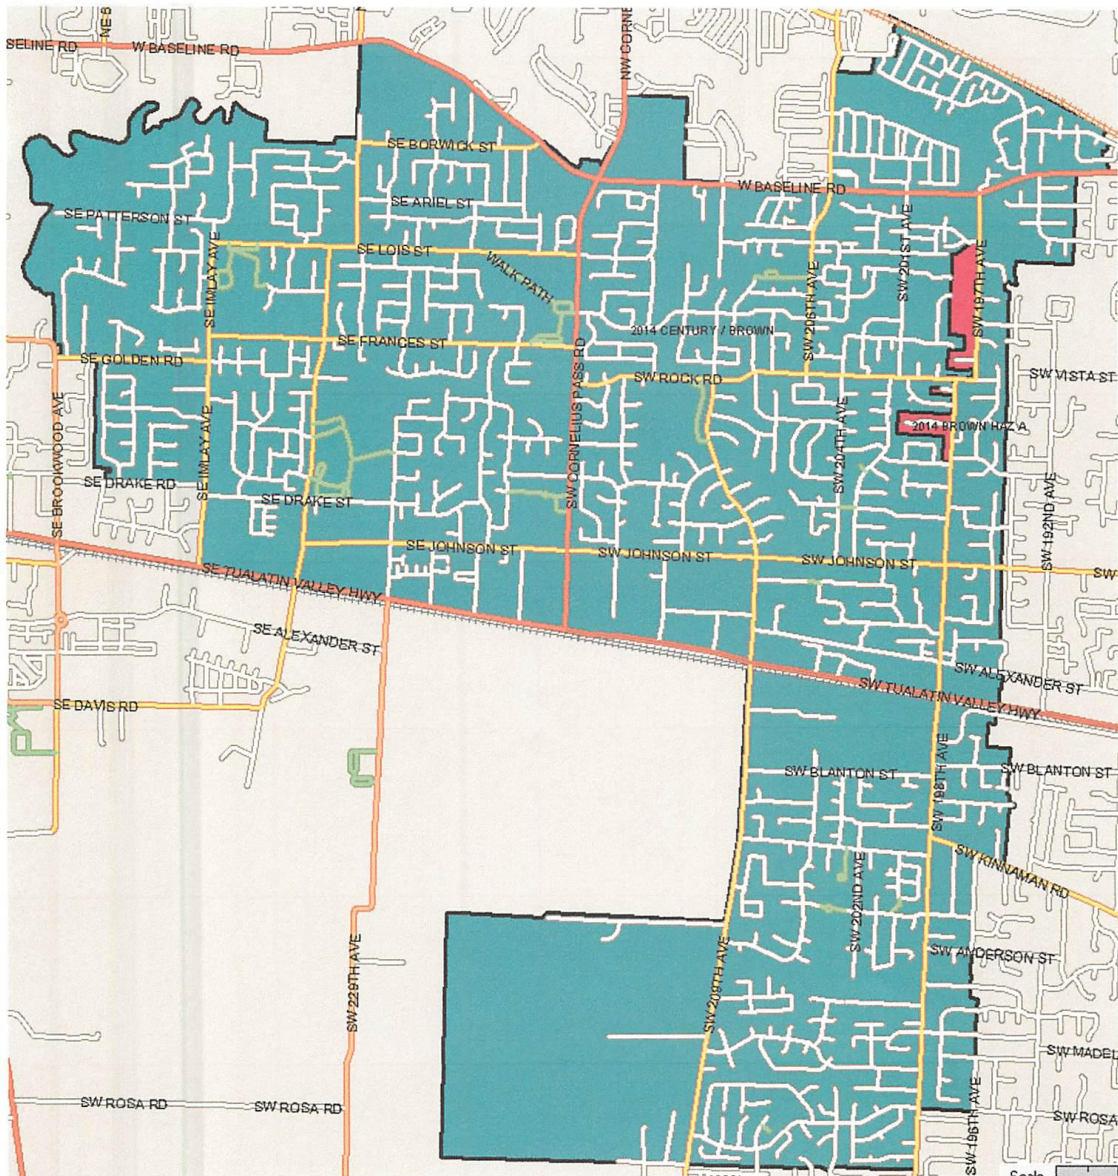 NE B
SELINE RD
W BASELINE RD
NW CORNE
SE BORWICK ST
W BASELINE RD
SE ARIEL ST
SE PATTERSON ST
SW 201ST AVE
SE IMLAY AVE
SE LOIS ST
WALK PATH
SW 206TH AVE
SW 197TH AVE
2014 CENTURY / BROWN
SE FRANCES ST
SE GOLDEN RD
SW CORNELIUS PASS RD
SW ROCK RD
SW VISTA ST
SE BROOKWOOD AVE
SE IMLAY AVE
SW 204TH AVE
2014 BROWN HAZ A
SE DRAKE RD
SE DRAKE ST
SW 192ND AVE
SE JOHNSON ST
SW JOHNSON ST
SW JOHNSON ST
SW
SE TUALATIN VALLEY HWY
SE ALEXANDER ST
SW ALEXANDER ST
SW TUALATIN VALLEY HWY
SE DAVIS RD
SW BLANTON ST
SW 198TH AVE
SW BLANTON ST
SW KINNAMAN RD
SW 202ND AVE
SW 229TH AVE
SW 209TH AVE
SW ANDERSON ST
SW MADEL
SW ROSA RD
SW ROSA RD
SW 196TH AVE
SW ROSA
Scale